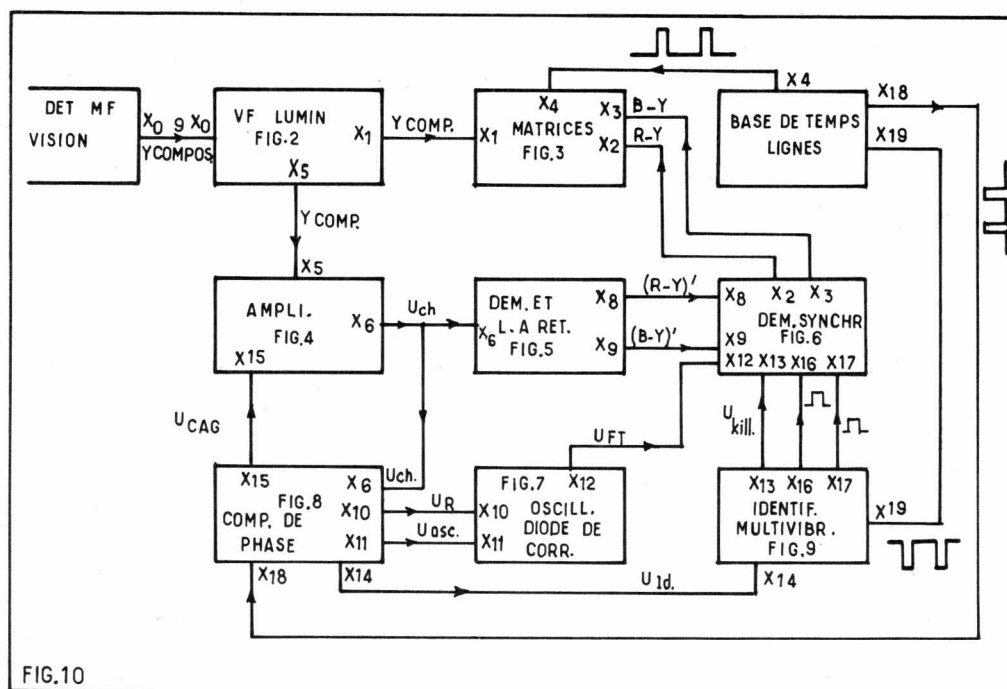 DET MF
VISION
X0 9 X0
Y COMPOS
VF LUMIN
FIG.2
X1
X5
Y COMP.
X4
X3
X1
MATRICES
X2
FIG.3
B-Y
R-Y
X4
BASE DE TEMPS
LIGNES
X18
X19
Y COMP.
X5
AMPLI.
FIG.4
X6
X15
Uch
DEM. ET
L.A RET.
FIG.5
X6
X8
X9
(R-Y)'
(B-Y)'
X8
X2
X3
DEM.SYNCHR
FIG.6
X9
X12 X13 X16 X17
UCAG
UFT
Ukill.
X15
FIG.8
COMP. DE
PHASE
X6
X10
X11
X18
X14
Uch.
UR
U osc.
FIG.7
X12
X10
OSCILL.
X11
DIODE DE
CORR.
X13 X16 X17
IDENTIF.
MULTIVIBR.
FIG.9
X19
X14
U Id.
FIG.10